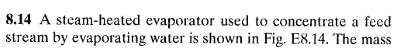 8.14 A steam-heated evaporator used to concentrate a feed
stream by evaporating water is shown in Fig. E8.14. The mass